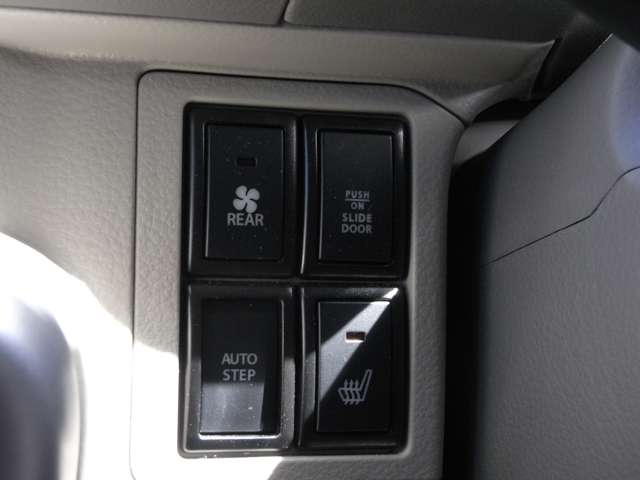 REAR
PUSH
ON
SLIDE
DOOR
AUTO
STEP